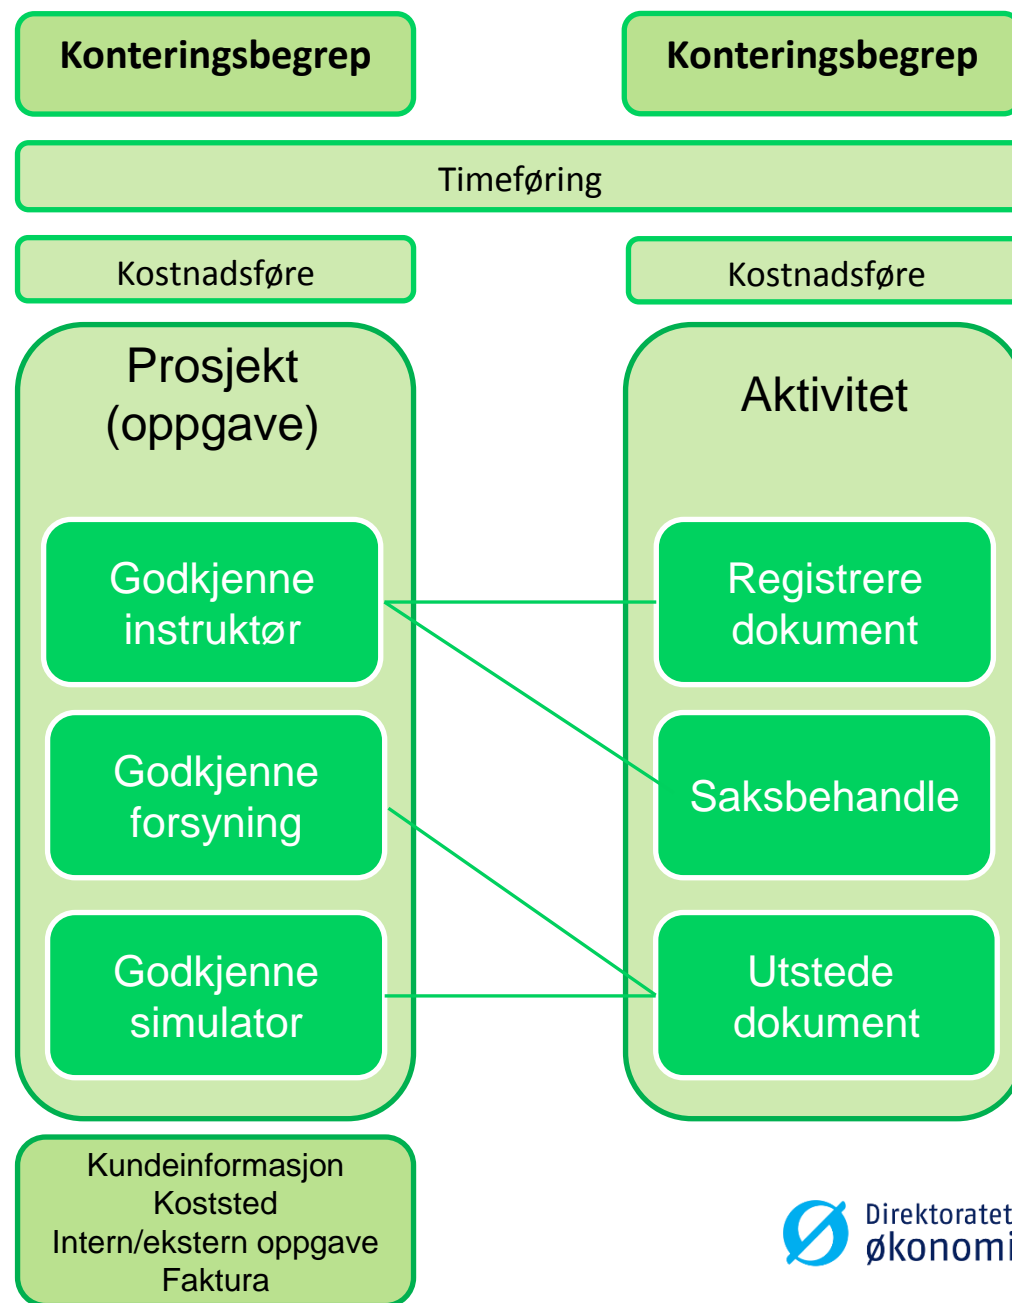 Konteringsbegrep
Konteringsbegrep
Timeføring
Kostnadsføre
Kostnadsføre
Prosjekt
(oppgave)
Aktivitet
Godkjenne
instruktør
Registrere
dokument
Godkjenne
forsyning
Saksbehandle
Godkjenne
simulator
Utstede
dokument
Kundeinformasjon
Koststed
Intern/ekstern oppgave
Faktura
Direktoratet
økonomi